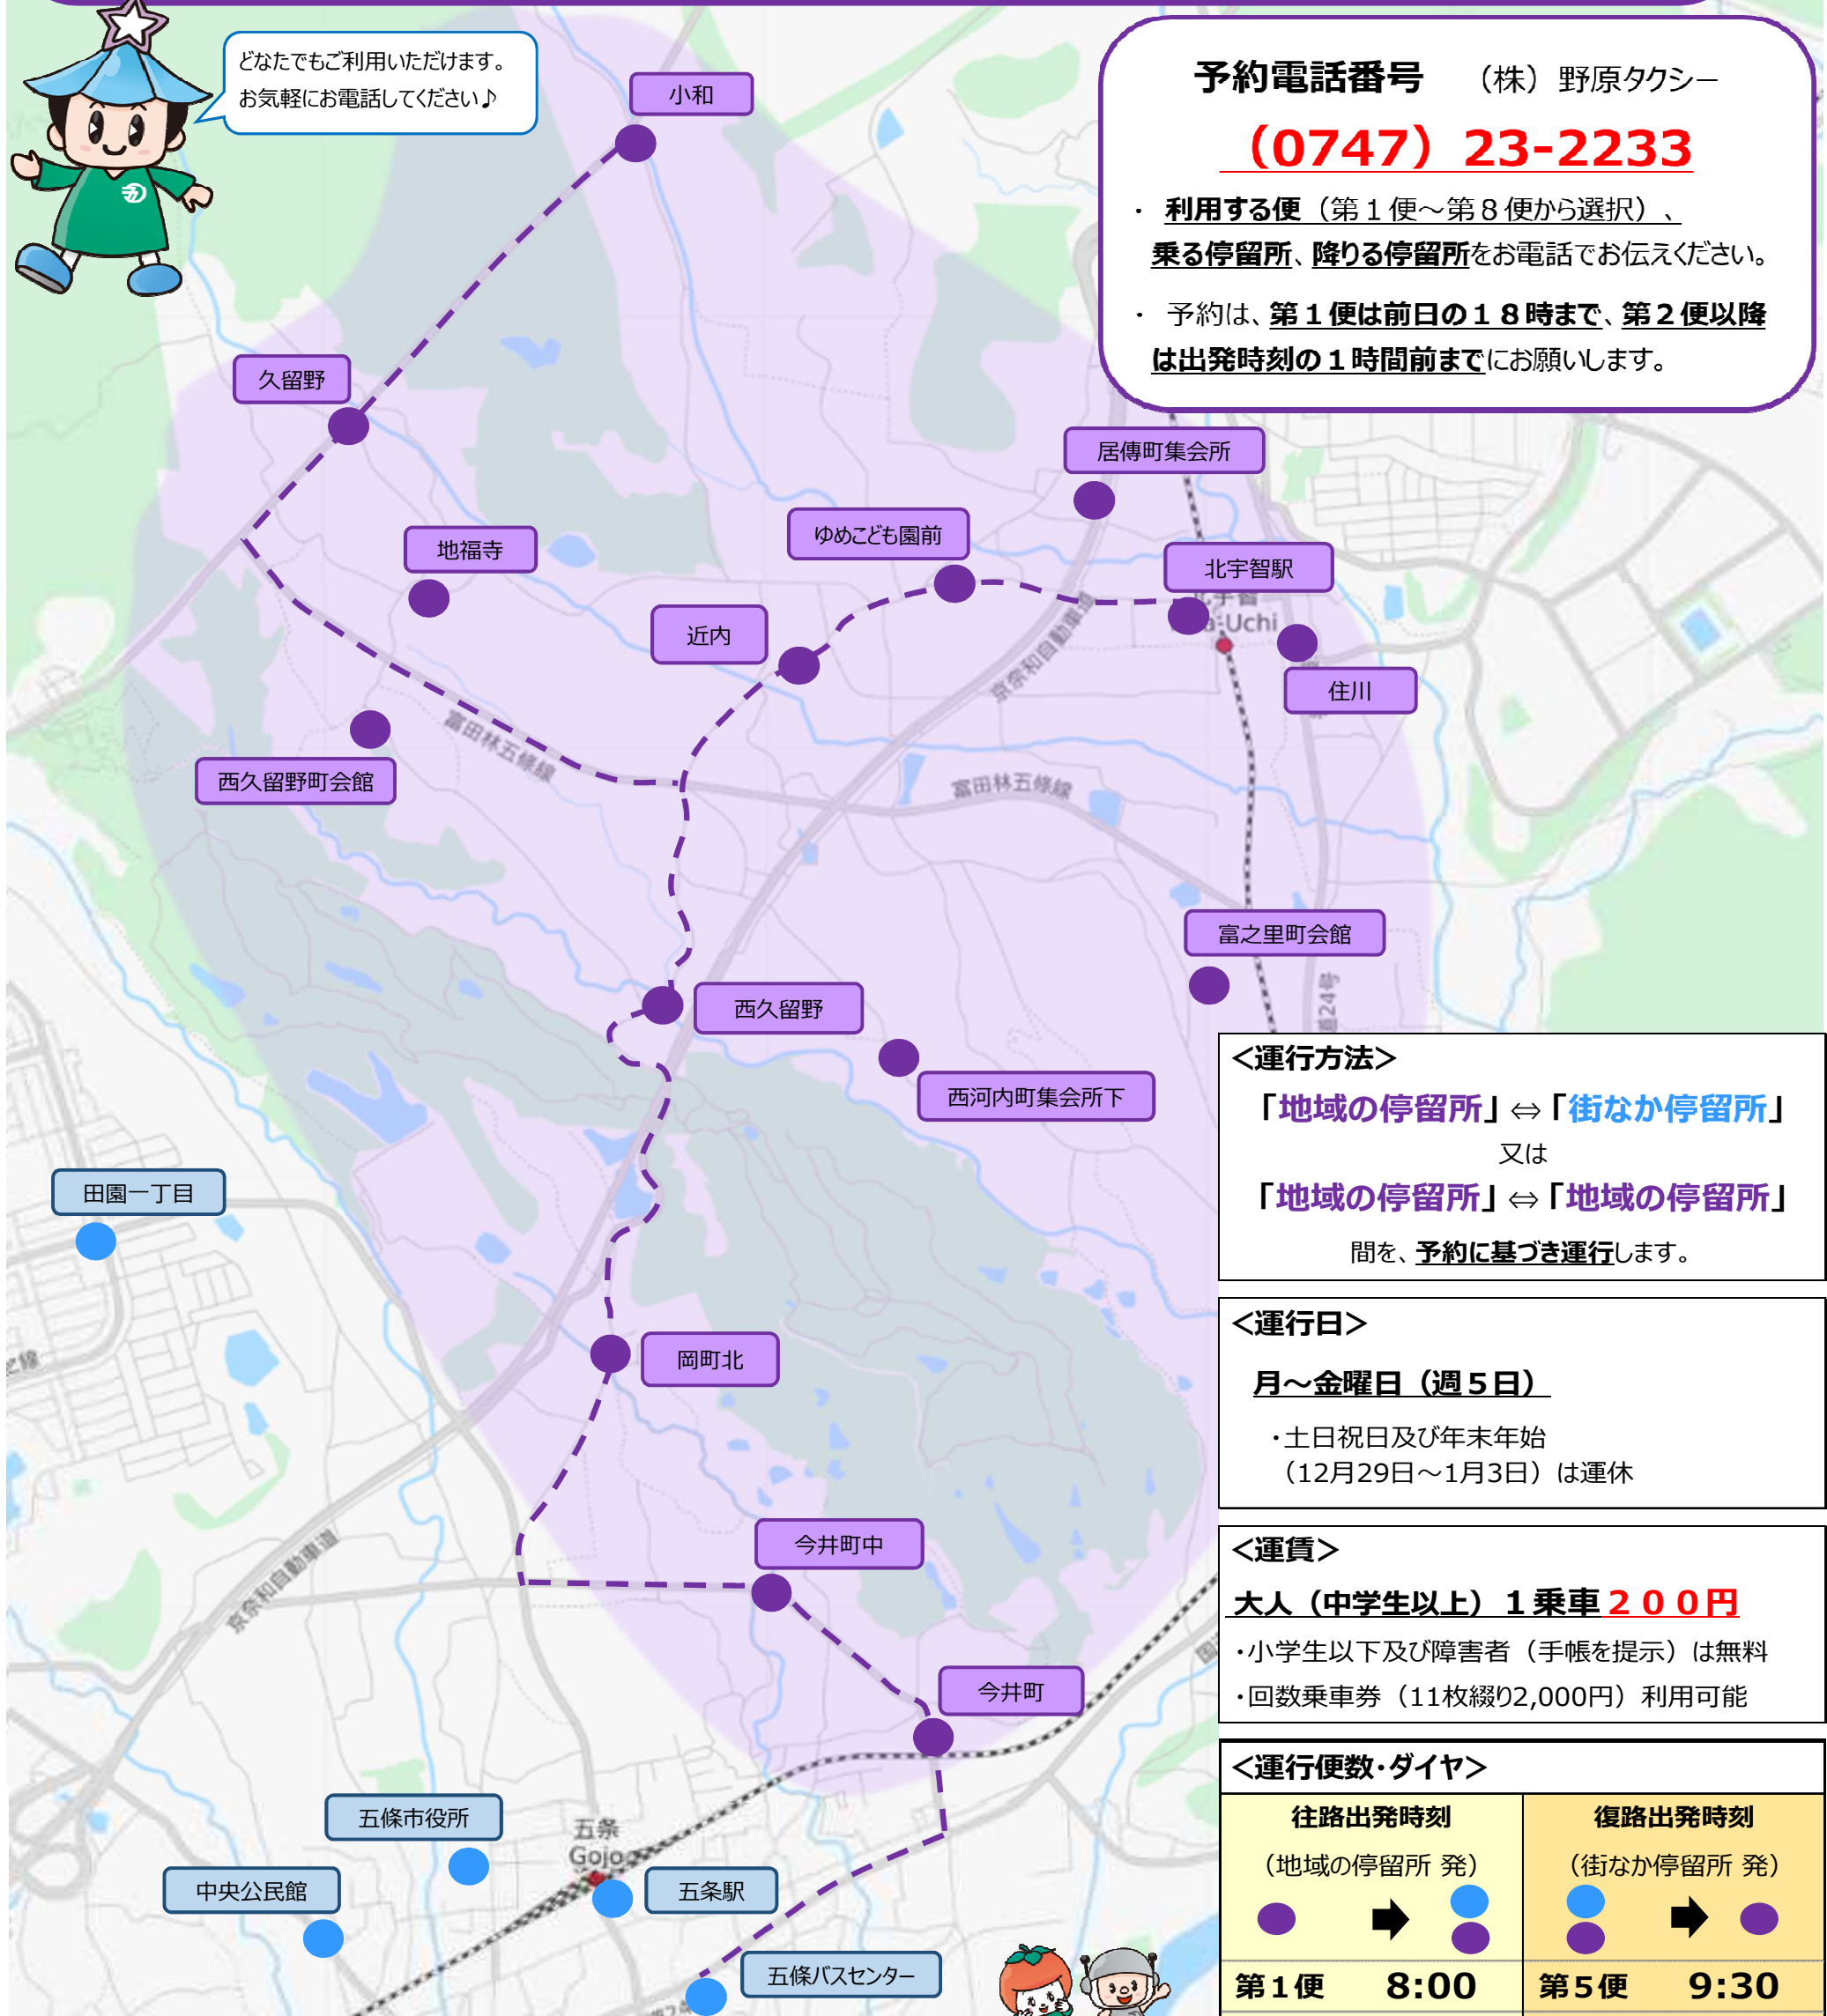 どなたでもご利用いただけます。
お気軽にお電話してください♪
予約電話番号 (株)野原タクシー
(0747)23-2233
・ 利用する便(第1便～第8便から選択)、
乗る停留所、降りる停留所をお電話でお伝えください。
・ 予約は、第1便は前日の18時まで、第2便以降
は出発時刻の1時間前までにお願いします。
小和
久留野
居傳町集会所
地福寺
ゆめこども園前
北宇智駅
近内
a-Uchi
住川
京奈和自動車道
西久留野町会館
富田林五條線
富田林五條線
富之里町会館
西久留野
道24号
西河内町集会所下
田園一丁目
岡町北
今井町中
京奈和自動車道
今井町
五條市役所
五条
Gojo
中央公民館
五条駅
五條バスセンター
<運行方法>
「地域の停留所」⇔「街なか停留所」
又は
「地域の停留所」⇔「地域の停留所」
間を、予約に基づき運行します。
<運行日>
月～金曜日(週5日)
・土日祝日及び年末年始
(12月29日～1月3日)は運休
<運賃>
大人(中学生以上)1乗車200円
・小学生以下及び障害者(手帳を提示)は無料
・回数乗車券(11枚綴り2,000円)利用可能
<運行便数・ダイヤ>
往路出発時刻 復路出発時刻
(地域の停留所 発) (街なか停留所 発)
第1便 8:00 第5便 9:30